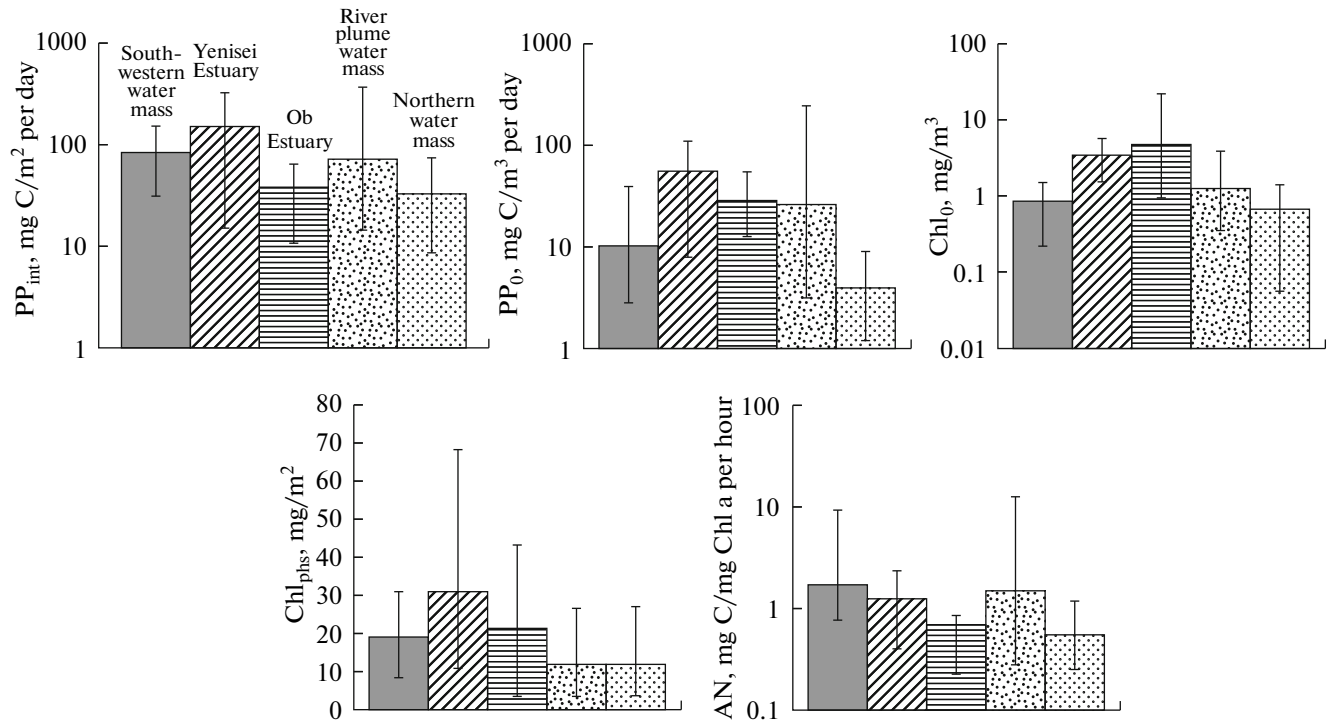 PP_int, mg C/m² per day
1000
100
10
1
South-
western
water
mass
Yenisei
Estuary
Ob
Estuary
River
plume
water
mass
Northern
water
mass
PP₀, mg C/m³ per day
1000
100
10
1
Chl₀, mg/m³
100
10
1
0.1
0.01
Chl_phs, mg/m²
80
70
60
50
40
30
20
10
0
AN, mg C/mg Chl a per hour
100
10
1
0.1